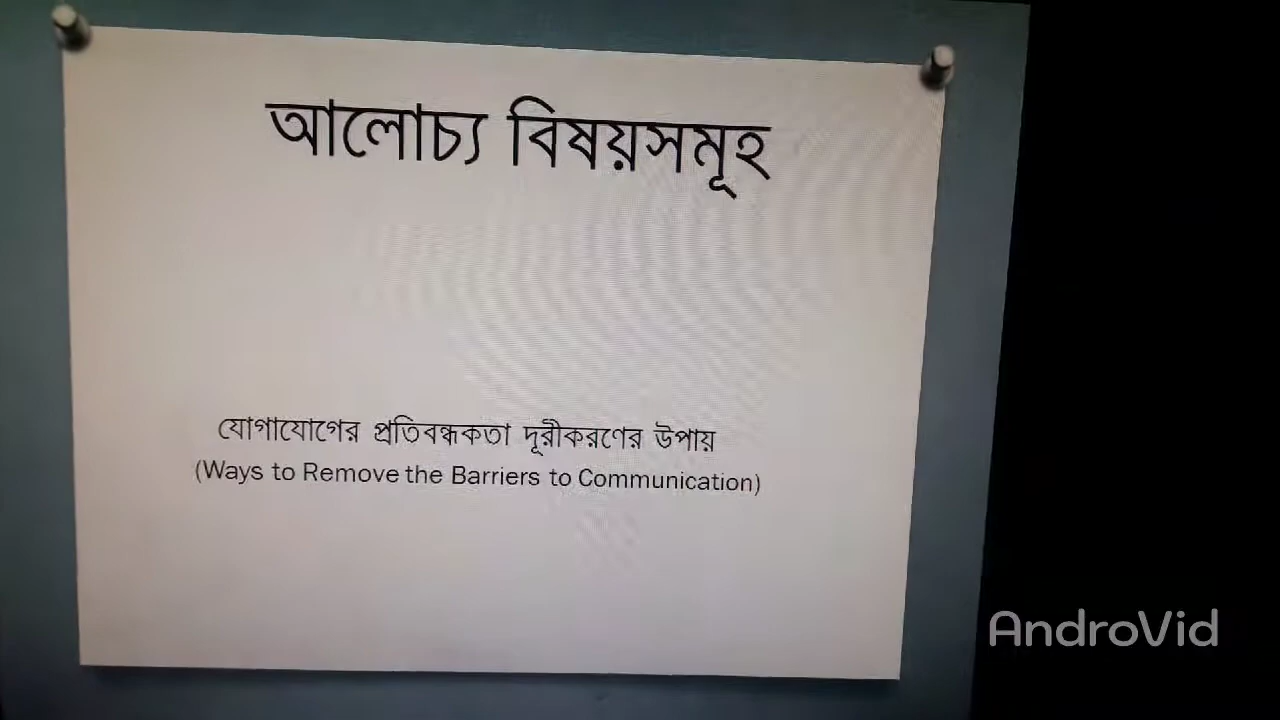 আলোচ্য বিষয়সমূহ
যোগাযোগের প্রতিবন্ধকতা দূরীকরণের উপায়
(Ways to Remove the Barriers to Communication)
AndroVid